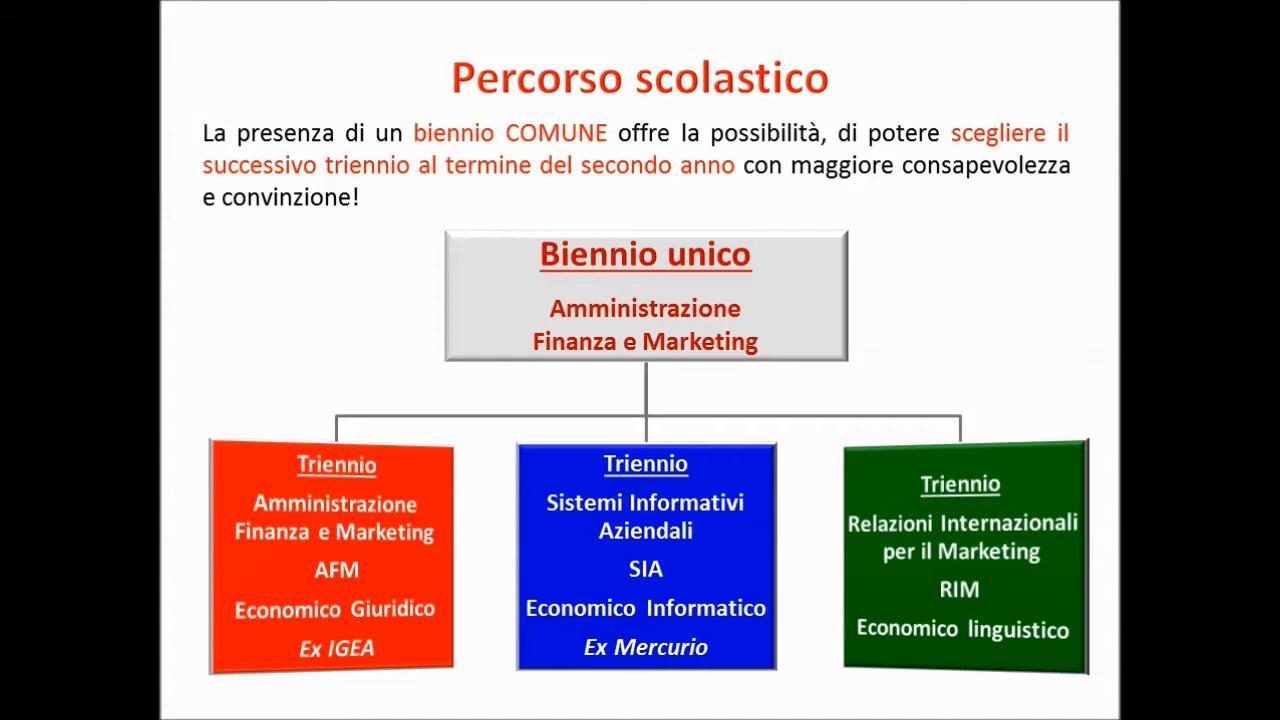 Percorso scolastico
La presenza di un biennio COMUNE offre la possibilità, di potere scegliere il
successivo triennio al termine del secondo anno con maggiore consapevolezza
e convinzione!
Biennio unico
Amministrazione
Finanza e Marketing
Triennio
Amministrazione
Finanza e Marketing
AFM
Economico Giuridico
Ex IGEA
Triennio
Sistemi Informativi
Aziendali
SIA
Economico Informatico
Ex Mercurio
Triennio
Relazioni Internazionali
per il Marketing
RIM
Economico linguistico